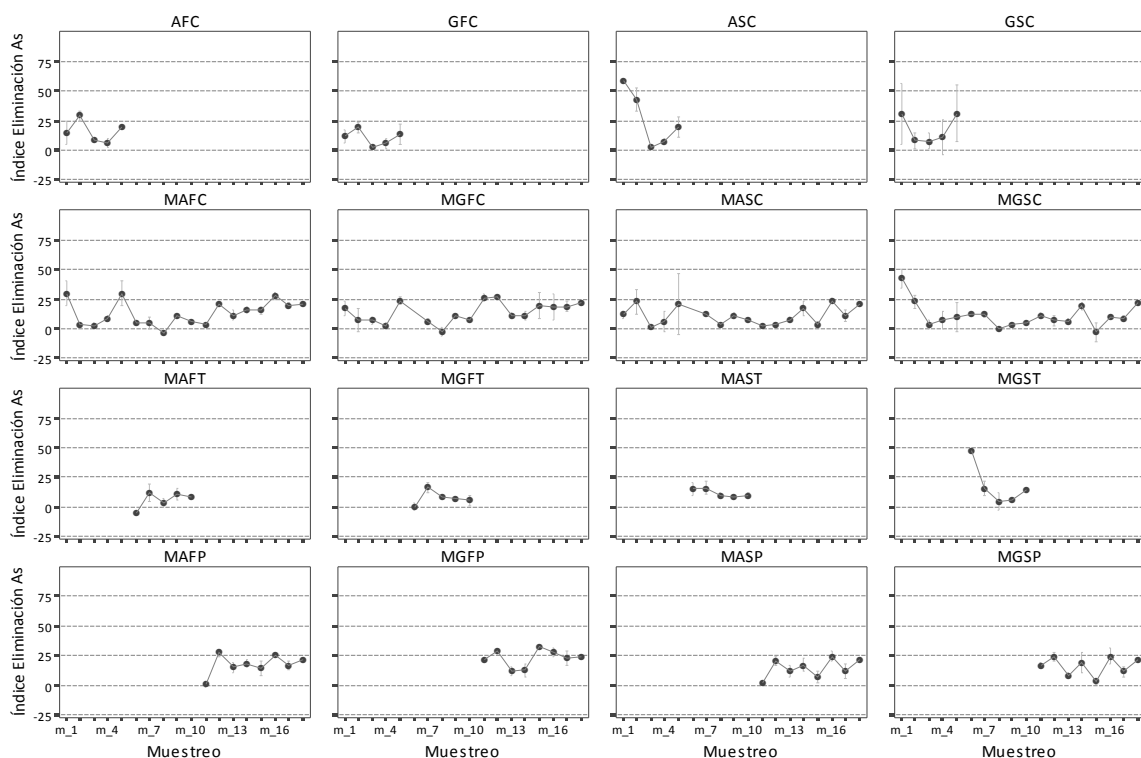 AFC GFC ASC GSC
Índice Eliminación As
75
50
25
0
-25
MAFC MGFC MASC MGSC
Índice Eliminación As
75
50
25
0
-25
MAFT MGFT MAST MGST
Índice Eliminación As
75
50
25
0
-25
MAFP MGFP MASP MGSP
Índice Eliminación As
75
50
25
0
-25
m_1 m_4 m_7 m_10 m_13 m_16 m_1 m_4 m_7 m_10 m_13 m_16 m_1 m_4 m_7 m_10 m_13 m_16 m_1 m_4 m_7 m_10 m_13 m_16
Muestreo Muestreo Muestreo Muestreo